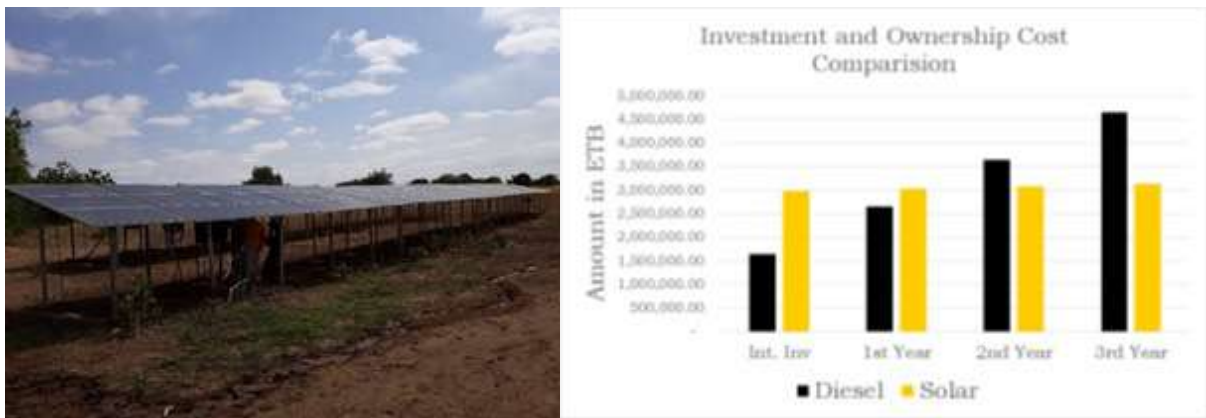 Investment and Ownership Cost
Comparision
Amount in ETB
5,000,000.00
4,500,000.00
4,000,000.00
3,500,000.00
3,000,000.00
2,500,000.00
2,000,000.00
1,500,000.00
1,000,000.00
500,000.00
-
Int. Inv 1st Year 2nd Year 3rd Year
Diesel Solar